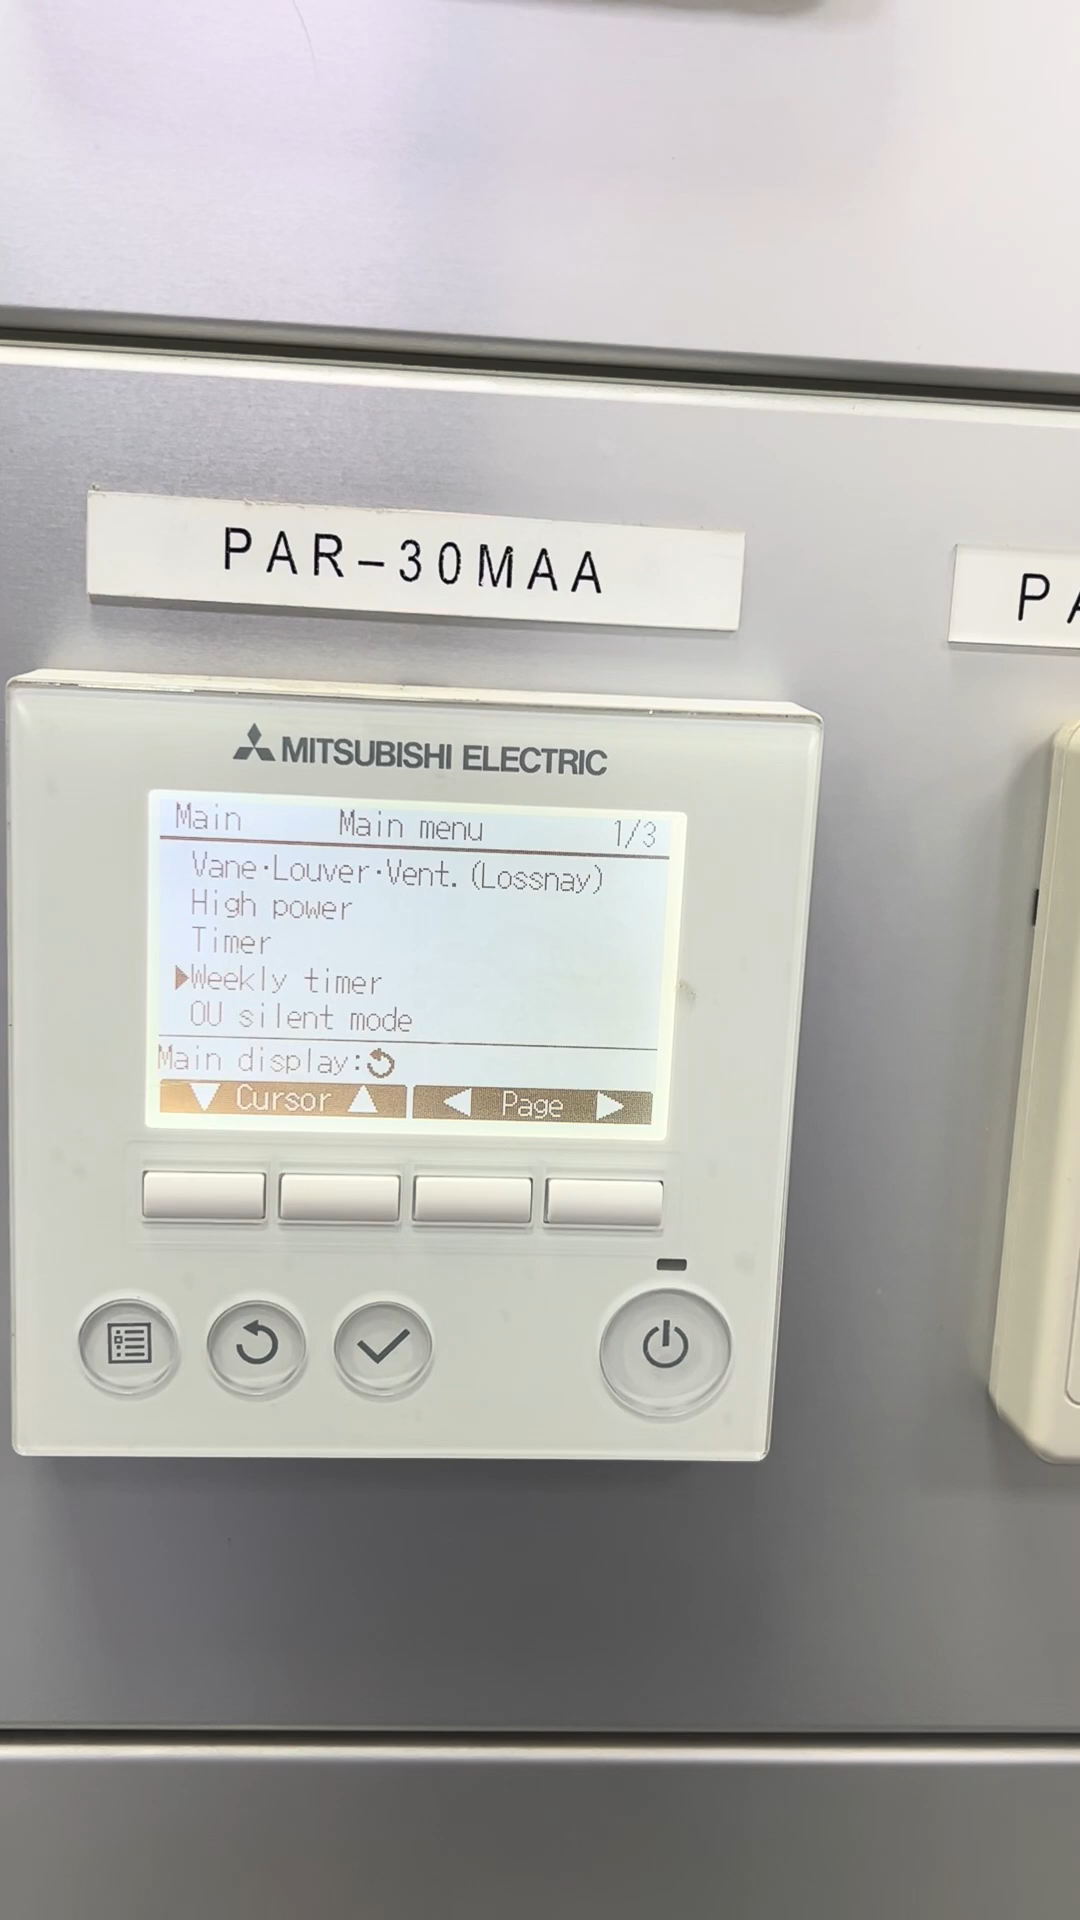 PAR-30MAA
PA
MITSUBISHI ELECTRIC
Main Main menu 1/3
Vane·Louver·Vent.(Lossnay)
High power
Timer
▶Weekly timer
OU silent mode
Main display:↺
▼ Cursor ▲ ◀ Page ▶